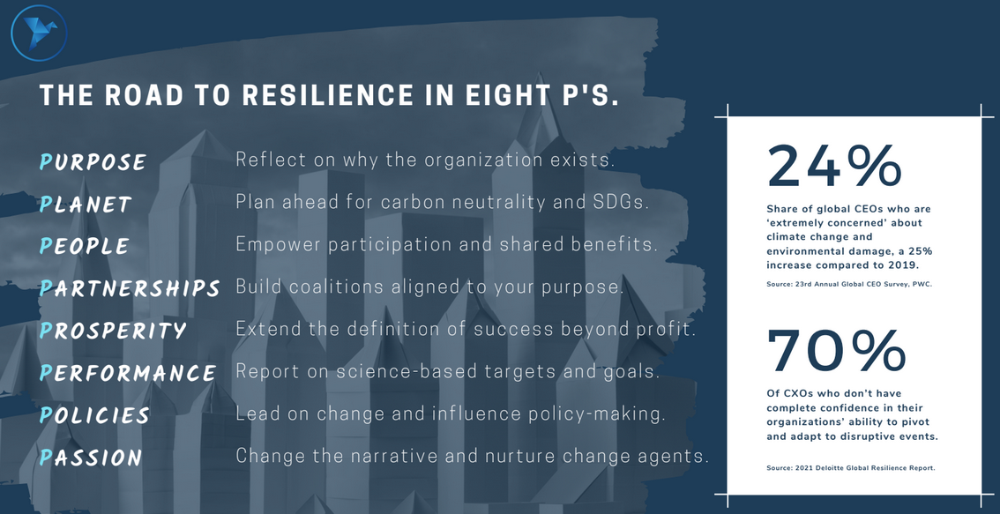 THE ROAD TO RESILIENCE IN EIGHT P'S.
PURPOSE Reflect on why the organization exists.
PLANET Plan ahead for carbon neutrality and SDGs.
PEOPLE Empower participation and shared benefits.
PARTNERSHIPS Build coalitions aligned to your purpose.
PROSPERITY Extend the definition of success beyond profit.
PERFORMANCE Report on science-based targets and goals.
POLICIES Lead on change and influence policy-making.
PASSION Change the narrative and nurture change agents.
24%
Share of global CEOs who are
‘extremely concerned’ about
climate change and
environmental damage, a 25%
increase compared to 2019.
Source: 23rd Annual Global CEO Survey, PWC.
70%
Of CXOs who don’t have
complete confidence in their
organizations’ ability to pivot
and adapt to disruptive events.
Source: 2021 Deloitte Global Resilience Report.